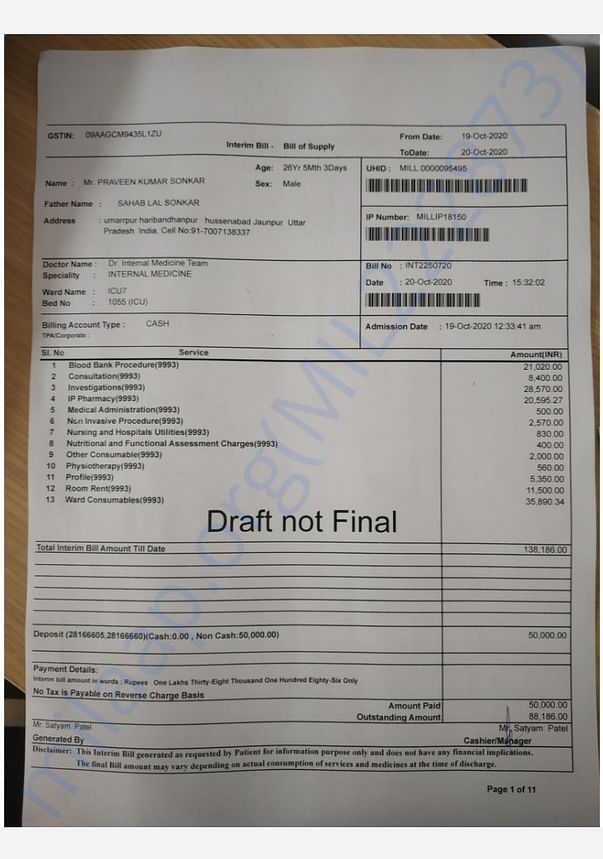 GSTIN: 09AAGCM9435L1ZU
Interim Bill - Bill of Supply
From Date: 19-Oct-2020
ToDate: 20-Oct-2020
Name : Mr. PRAVEEN KUMAR SONKAR
Age: 26Yr 5Mth 3Days
Sex: Male
Father Name : SAHAB LAL SONKAR
Address : umarrpur haribandhanpur hussenabad Jaunpur Uttar
Pradesh India, Cell No:91-7007138337
UHID : MILL.0000095495
IP Number: MILLIP18150
Doctor Name : Dr. Internal Medicine Team
Speciality : INTERNAL MEDICINE
Ward Name : ICU7
Bed No : 1055 (ICU)
Bill No : INT2250720
Date : 20-Oct-2020 Time : 15:32:02
Billing Account Type : CASH
TPA/Corporate :
Admission Date : 19-Oct-2020 12:33:41 am
Sl. No Service Amount(INR)
1 Blood Bank Procedure(9993) 21,020.00
2 Consultation(9993) 8,400.00
3 Investigations(9993) 28,570.00
4 IP Pharmacy(9993) 20,595.27
5 Medical Administration(9993) 500.00
6 Non Invasive Procedure(9993) 2,570.00
7 Nursing and Hospitals Utilities(9993) 830.00
8 Nutritional and Functional Assessment Charges(9993) 400.00
9 Other Consumable(9993) 2,000.00
10 Physiotherapy(9993) 560.00
11 Profile(9993) 5,350.00
12 Room Rent(9993) 11,500.00
13 Ward Consumables(9993) 35,890.34
Draft not Final
Total Interim Bill Amount Till Date 138,186.00
Deposit (28166605,28166660)(Cash:0.00 , Non Cash:50,000.00) 50,000.00
Payment Details:
Interim bill amount in words : Rupees One Lakhs Thirty-Eight Thousand One Hundred Eighty-Six Only
No Tax is Payable on Reverse Charge Basis
Amount Paid 50,000.00
Outstanding Amount 88,186.00
Mr. Satyam Patel Mr. Satyam Patel
Generated By Cashier/Manager
Disclaimer: This Interim Bill generated as requested by Patient for information purpose only and does not have any financial implications.
The final Bill amount may vary depending on actual consumption of services and medicines at the time of discharge.
Page 1 of 11
milaap.org(MIL222873)